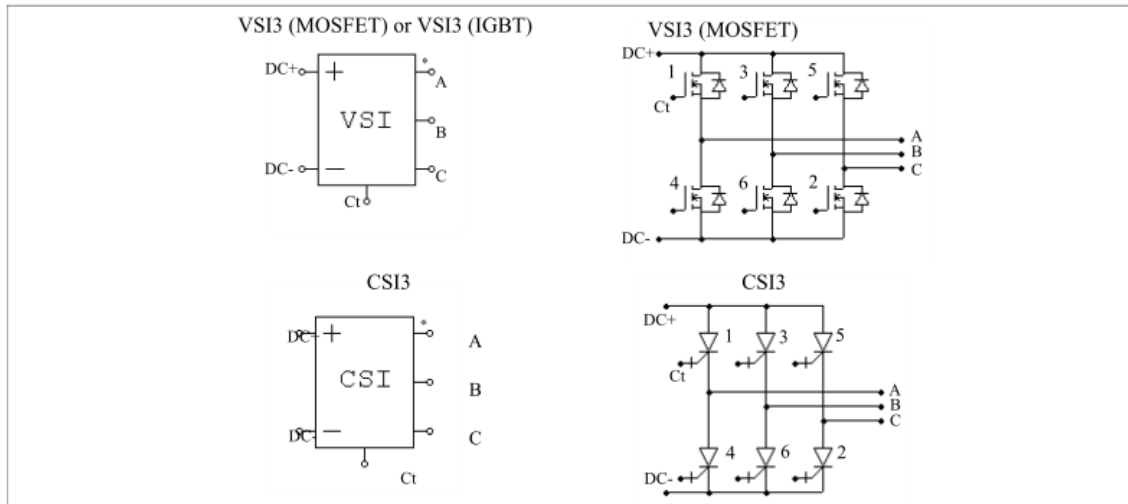 VSI3 (MOSFET) or VSI3 (IGBT)
DC+
+
A
VSI
B
DC-
−
C
Ct
VSI3 (MOSFET)
DC+
1 3 5
Ct
A
B
C
4 6 2
DC-
CSI3
DC+
+
A
CSI
B
DC-
−
C
Ct
CSI3
DC+
1 3 5
Ct
A
B
C
4 6 2
DC-